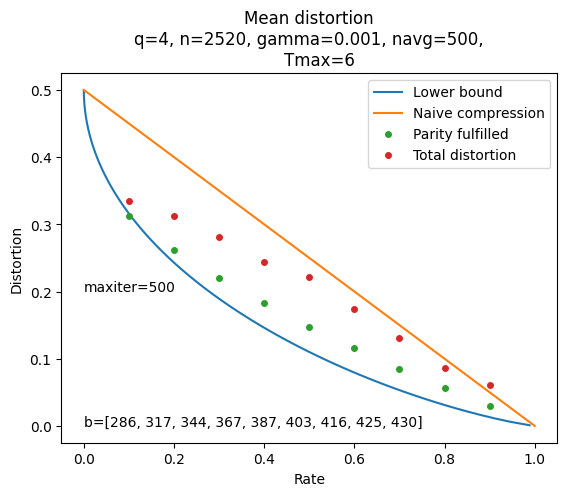 Mean distortion
q=4, n=2520, gamma=0.001, navg=500,
Tmax=6
Lower bound
Naive compression
Parity fulfilled
Total distortion
0.5
0.4
0.3
0.2
0.1
0.0
Distortion
maxiter=500
b=[286, 317, 344, 367, 387, 403, 416, 425, 430]
0.0 0.2 0.4 0.6 0.8 1.0
Rate